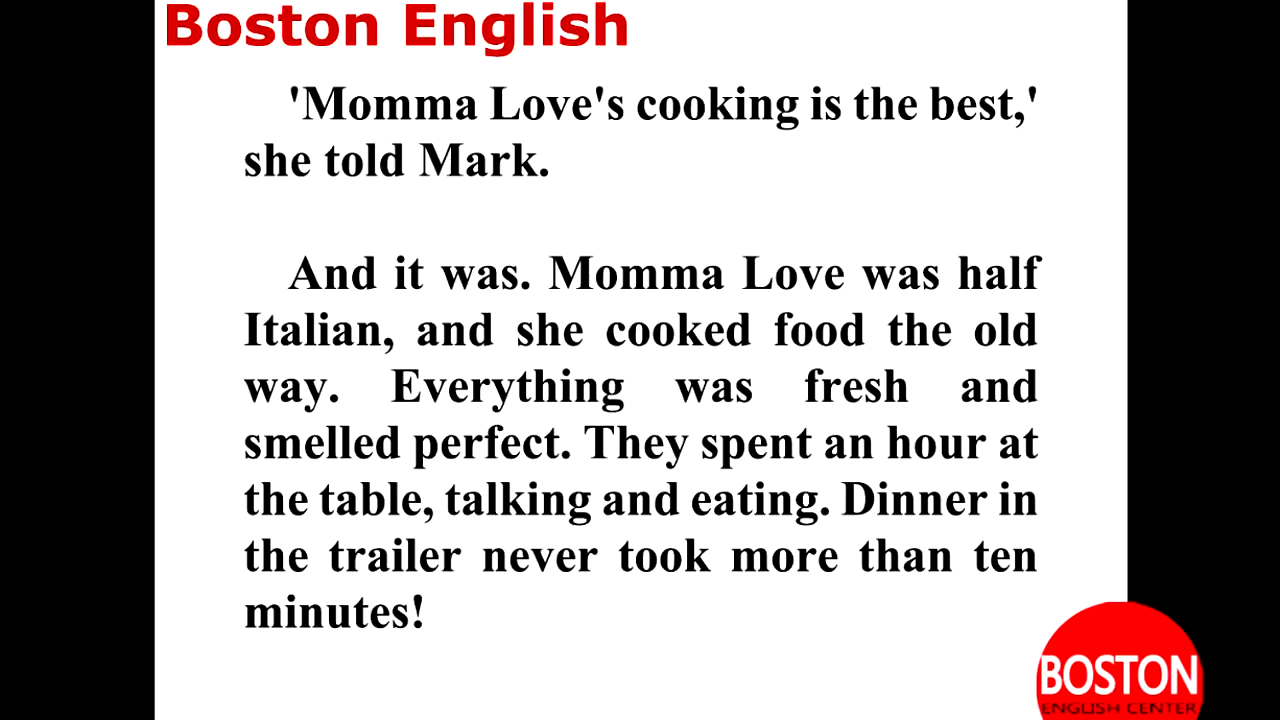 Boston English
'Momma Love's cooking is the best,'
she told Mark.
And it was. Momma Love was half
Italian, and she cooked food the old
way. Everything was fresh and
smelled perfect. They spent an hour at
the table, talking and eating. Dinner in
the trailer never took more than ten
minutes!
BOSTON
ENGLISH CENTER